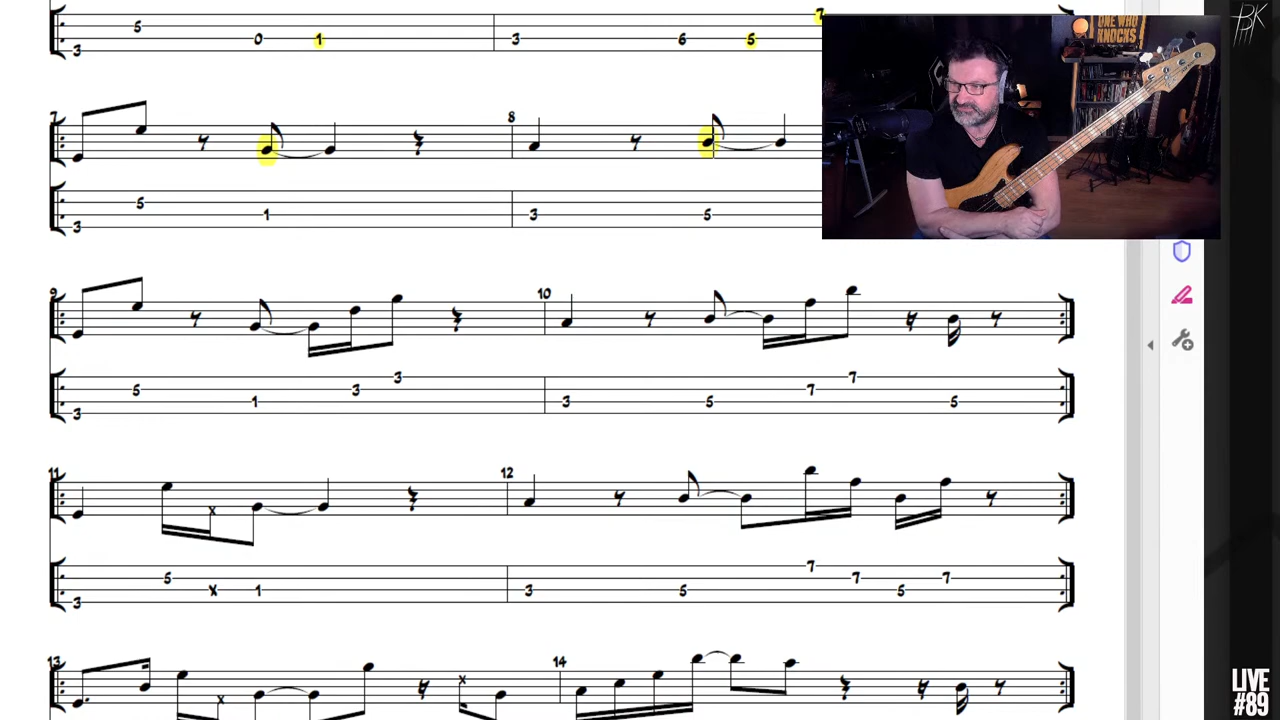 5 0 1 3 6 5 7
3
ONE WHO
KNOCKS
BK
7 8
5 1 3 5
3
9 10
3 7
5 3 7
1 3 5 5
3
11 12
7
5 7 7
x 1 3 5 5
3
13 14
LIVE
#89